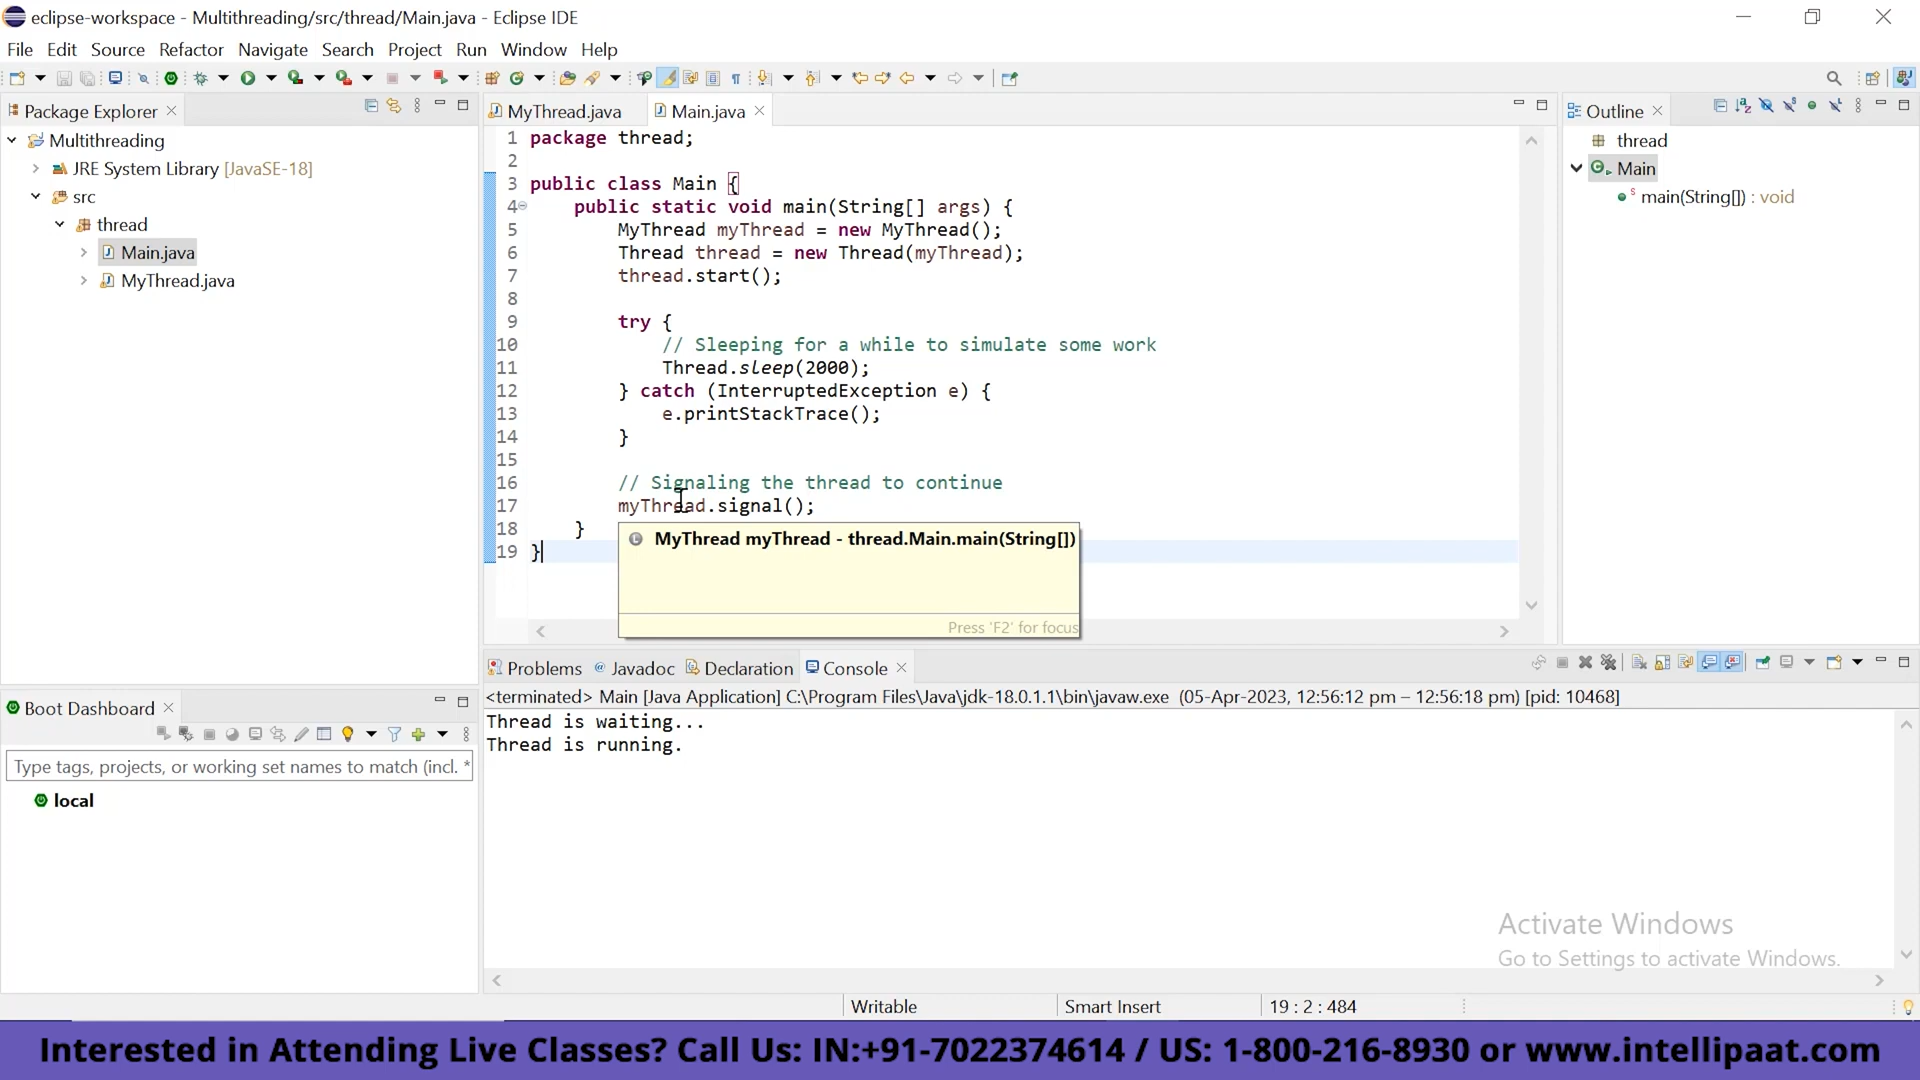 eclipse-workspace - Multithreading/src/thread/Main.java - Eclipse IDE
File Edit Source Refactor Navigate Search Project Run Window Help
Package Explorer
Multithreading
JRE System Library [JavaSE-18]
src
thread
Main.java
MyThread.java
MyThread.java Main.java
1 package thread;
2
3 public class Main {
4 public static void main(String[] args) {
5 MyThread myThread = new MyThread();
6 Thread thread = new Thread(myThread);
7 thread.start();
8
9 try {
10 // Sleeping for a while to simulate some work
11 Thread.sleep(2000);
12 } catch (InterruptedException e) {
13 e.printStackTrace();
14 }
15
16 // Signaling the thread to continue
17 myThread.signal();
18 }
19 }
MyThread myThread - thread.Main.main(String[])
Press 'F2' for focus
Outline
thread
Main
main(String[]) : void
Boot Dashboard
Type tags, projects, or working set names to match (incl. *
local
Problems Javadoc Declaration Console
<terminated> Main [Java Application] C:\Program Files\Java\jdk-18.0.1.1\bin\javaw.exe (05-Apr-2023, 12:56:12 pm – 12:56:18 pm) [pid: 10468]
Thread is waiting...
Thread is running.
Activate Windows
Go to Settings to activate Windows.
Writable Smart Insert 19 : 2 : 484
Interested in Attending Live Classes? Call Us: IN:+91-7022374614 / US: 1-800-216-8930 or www.intellipaat.com